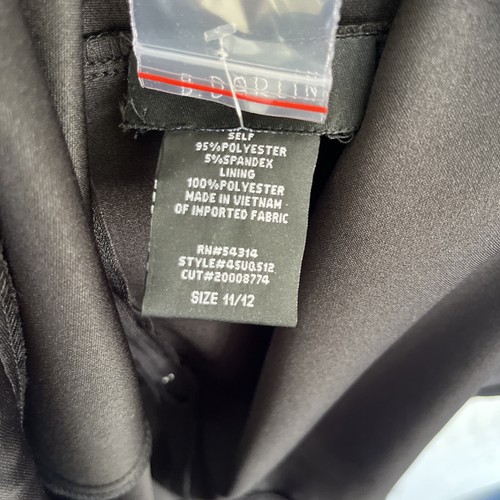 B. DARLIN
SELF
95%POLYESTER
5%SPANDEX
LINING
100%POLYESTER
MADE IN VIETNAM
OF IMPORTED FABRIC
RN#54314
STYLE#45UQ512
CUT#20008774
SIZE 11/12